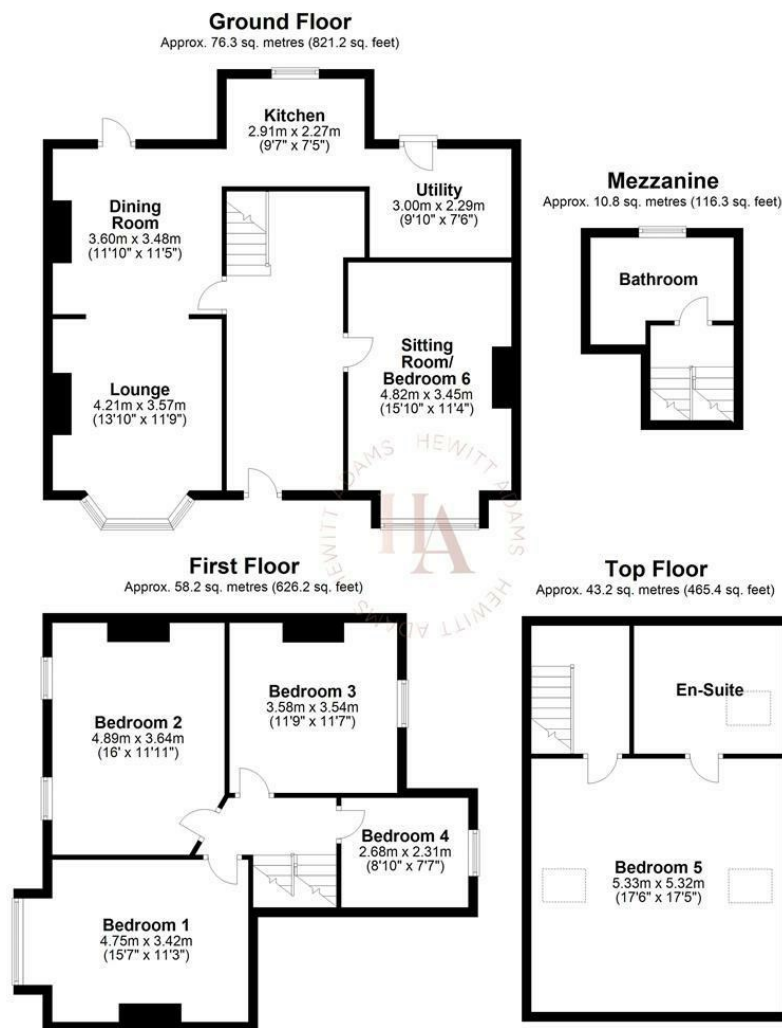 Ground Floor
Approx. 76.3 sq. metres (821.2 sq. feet)
Kitchen
2.91m x 2.27m
(9'7" x 7'5")
Dining
Room
3.60m x 3.48m
(11'10" x 11'5")
Utility
3.00m x 2.29m
(9'10" x 7'6")
Lounge
4.21m x 3.57m
(13'10" x 11'9")
Sitting
Room/
Bedroom 6
4.82m x 3.45m
(15'10" x 11'4")
Mezzanine
Approx. 10.8 sq. metres (116.3 sq. feet)
Bathroom
HEWITT ADAMS HEWITT ADAMS HEWITT ADAMS
HA
First Floor
Approx. 58.2 sq. metres (626.2 sq. feet)
Bedroom 2
4.89m x 3.64m
(16' x 11'11")
Bedroom 3
3.58m x 3.54m
(11'9" x 11'7")
Bedroom 4
2.68m x 2.31m
(8'10" x 7'7")
Bedroom 1
4.75m x 3.42m
(15'7" x 11'3")
Top Floor
Approx. 43.2 sq. metres (465.4 sq. feet)
En-Suite
Bedroom 5
5.33m x 5.32m
(17'6" x 17'5")